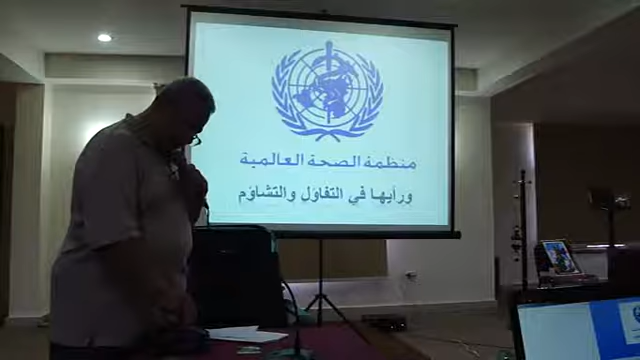 منظمة الصحة العالمية
ورأيها في التفاؤل والتشاؤم